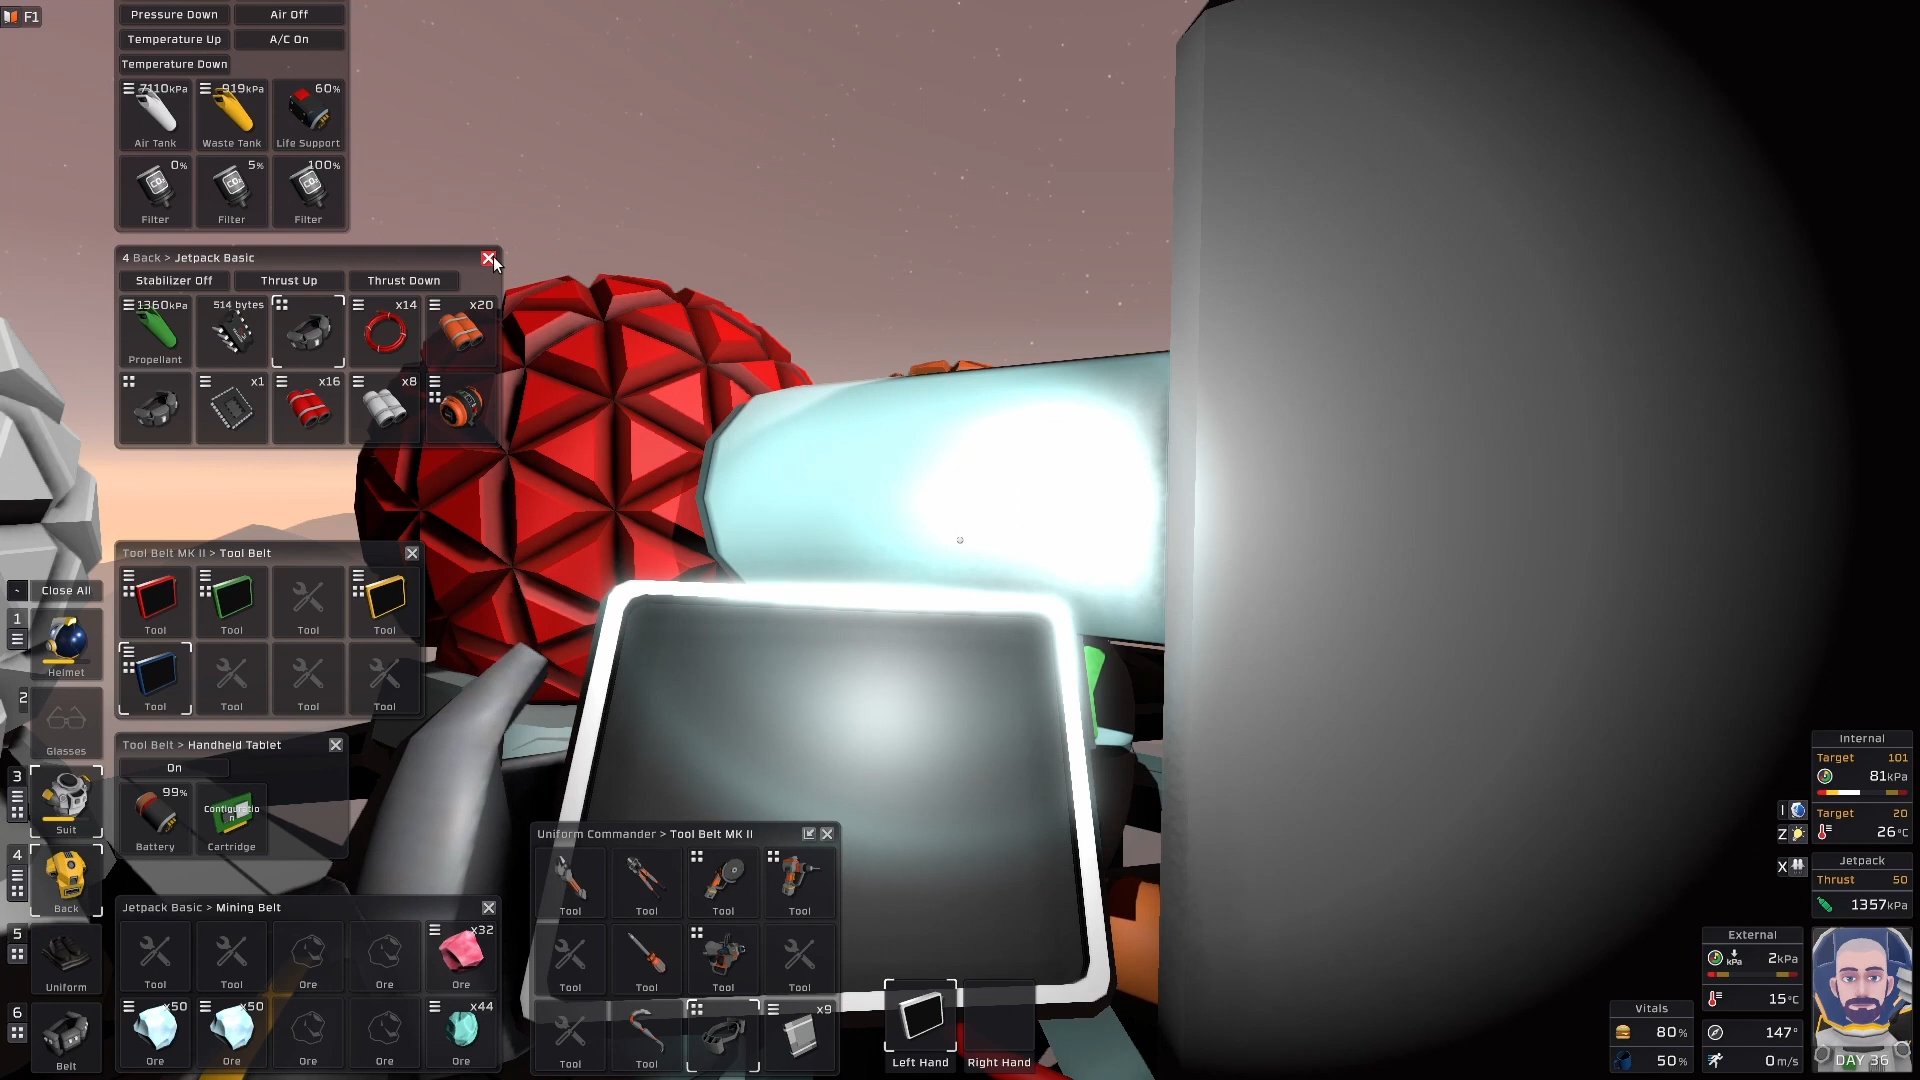 F1
Pressure Down Air Off
Temperature Up A/C On
Temperature Down
7110kPa 919kPa 60%
Air Tank Waste Tank Life Support
0% 5% 100%
Filter Filter Filter
4 Back > Jetpack Basic
Stabilizer Off Thrust Up Thrust Down
1360kPa 514 bytes x14 x20
Propellant
x1 x16 x8
Tool Belt MK II > Tool Belt
Tool Tool Tool Tool
Tool Tool Tool Tool
~ Close All
1 Helmet
2 Glasses
3 Suit
4 Back
5 Uniform
6 Belt
Tool Belt > Handheld Tablet
On
99% Configuratio
n
Battery Cartridge
Jetpack Basic > Mining Belt
x32
Tool Tool Ore Ore Ore
x50 x50 x44
Ore Ore Ore Ore Ore
Uniform Commander > Tool Belt MK II
Tool Tool Tool Tool
Tool Tool Tool Tool
x9
Tool Tool
Left Hand Right Hand
Internal
Target 101
81kPa
Target 20
26°C
I
Z
X
Jetpack
Thrust 50
1357kPa
External
kPa 2kPa
15°C
Vitals
80% 147°
50% 0m/s
DAY 36